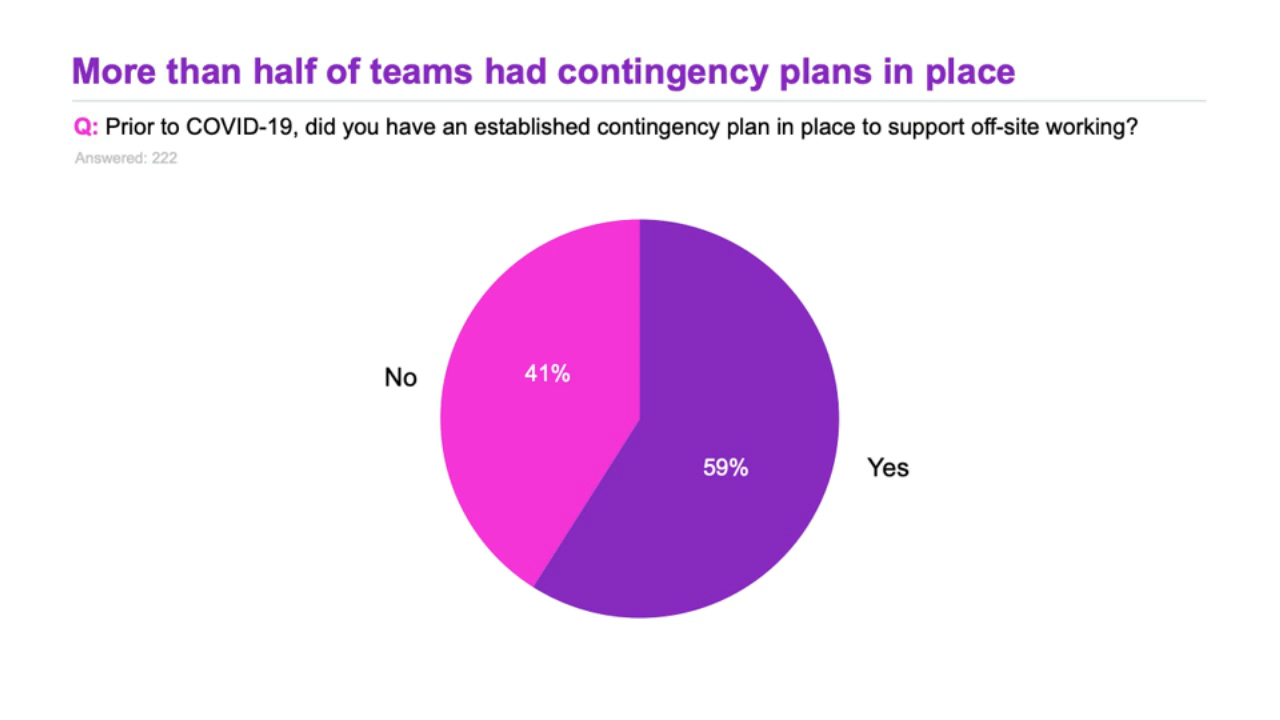 More than half of teams had contingency plans in place
Q: Prior to COVID-19, did you have an established contingency plan in place to support off-site working?
Answered: 222
No
41%
59%
Yes